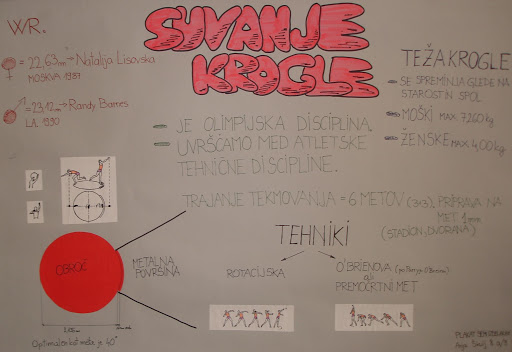 WR.
SUVANJE
KROGLE
♀ = 22,63m → Natalija Lisovska
MOSKVA 1987
♂ = 23,12m → Randy Barnes
L.A. 1990
TEŽA KROGLE
– SE SPREMINJA GLEDE NA
STAROST IN SPOL
– MOŠKI MAX 7,260 kg
– ŽENSKE MAX 4,00 kg
– JE OLIMPIJSKA DISCIPLINA.
= UVRŠČAMO MED ATLETSKE
TEHNIČNE DISCIPLINE.
TRAJANJE TEKMOVANJA = 6 METOV (3/3), PRIPRAVA NA
MET 1 min
(STADION, DVORANA)
TEHNIKI
OBROČ
METALNA
POVRŠINA
ROTACIJSKA
O'BRIENOVA
ali
PREMOČRTNI MET
Optimalen kot meta je 40°